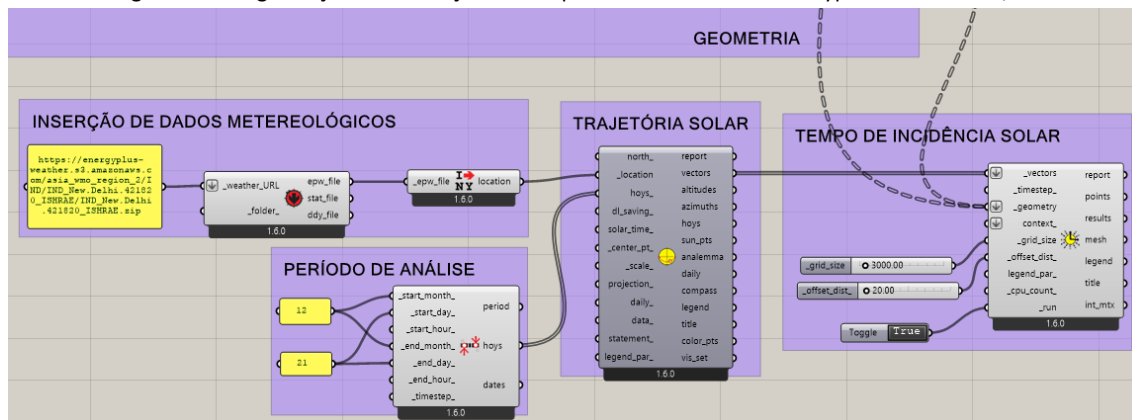 GEOMETRIA
INSERÇÃO DE DADOS METEREOLÓGICOS
https://energyplus-
weather.s3.amazonaws.c
om/asia_wmo_region_2/I
ND/IND_New.Delhi.42182
0_ISHRAE/IND_New.Delhi
.421820_ISHRAE.zip
_weather_URL
_folder_
epw_file
stat_file
ddy_file
1.6.0
_epw_file
I
NY
location
1.6.0
PERÍODO DE ANÁLISE
12
21
_start_month_
_start_day_
_start_hour_
_end_month_
_end_day_
_end_hour_
_timestep_
period
hoys
dates
1.6.0
TRAJETÓRIA SOLAR
north_
_location
hoys_
dl_saving_
solar_time_
_center_pt_
_scale_
projection_
daily_
data_
statement_
legend_par_
report
vectors
altitudes
azimuths
hoys
sun_pts
analemma
daily
compass
legend
title
color_pts
vis_set
1.6.0
TEMPO DE INCIDÊNCIA SOLAR
_grid_size
3000.00
_offset_dist_
20.00
Toggle
True
_vectors
_timestep_
_geometry
context_
_grid_size
_offset_dist_
legend_par_
_cpu_count_
_run
report
points
results
mesh
legend
title
int_mtx
1.6.0